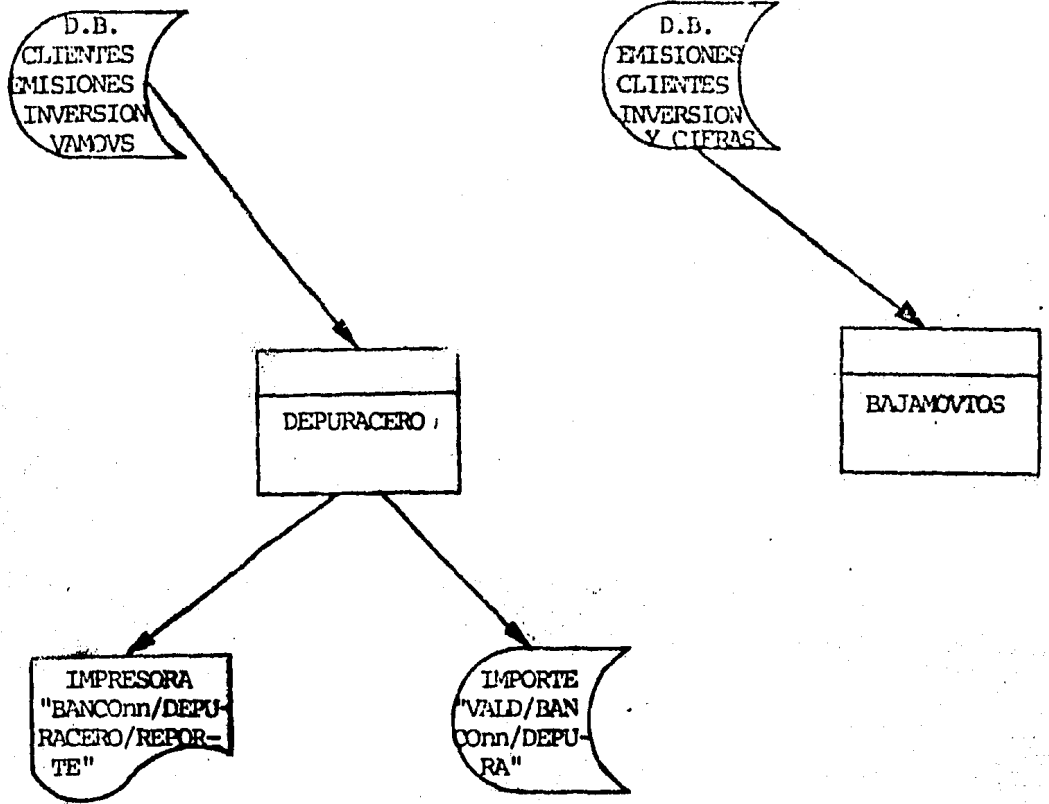 D.B.
CLIENTES
EMISIONES
INVERSION
VAMOVS
D.B.
EMISIONES
CLIENTES
INVERSION
Y CIFRAS
DEPURACERO
BAJAMOVTOS
IMPRESORA
"BANCOnn/DEPU-
RACERO/REPOR-
TE"
IMPORTE
"VALD/BAN
COnn/DEPU-
RA"